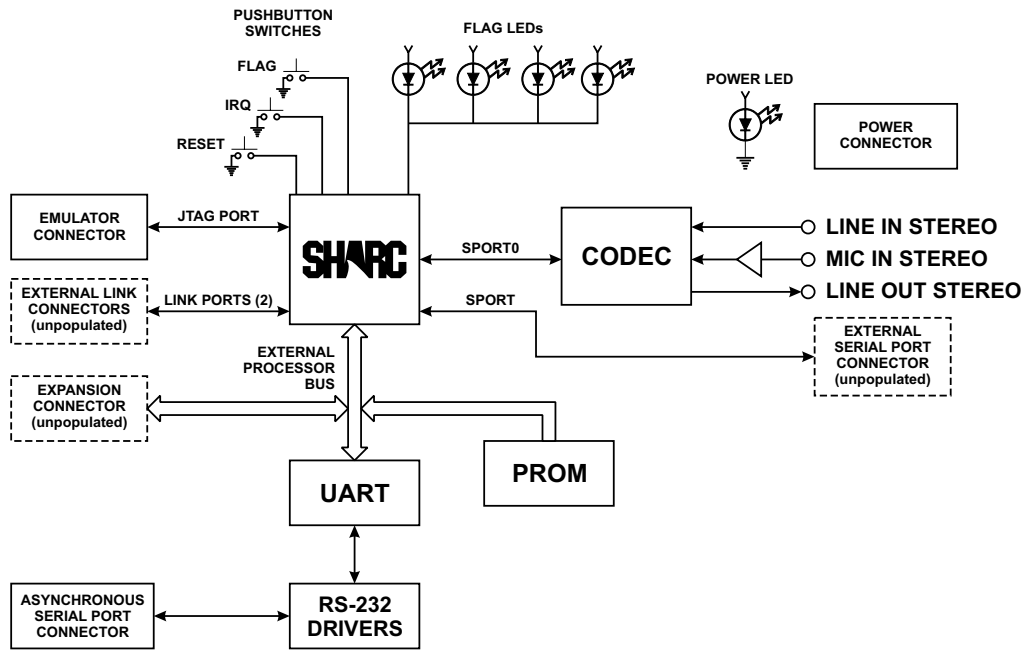 PUSHBUTTON
SWITCHES
FLAG LEDs
FLAG
IRQ
RESET
POWER LED
POWER
CONNECTOR
EMULATOR
CONNECTOR
JTAG PORT
SHARC
SPORT0
CODEC
LINE IN STEREO
MIC IN STEREO
LINE OUT STEREO
EXTERNAL LINK
CONNECTORS
(unpopulated)
LINK PORTS (2)
SPORT
EXTERNAL
SERIAL PORT
CONNECTOR
(unpopulated)
EXTERNAL
PROCESSOR
BUS
EXPANSION
CONNECTOR
(unpopulated)
UART
PROM
ASYNCHRONOUS
SERIAL PORT
CONNECTOR
RS-232
DRIVERS